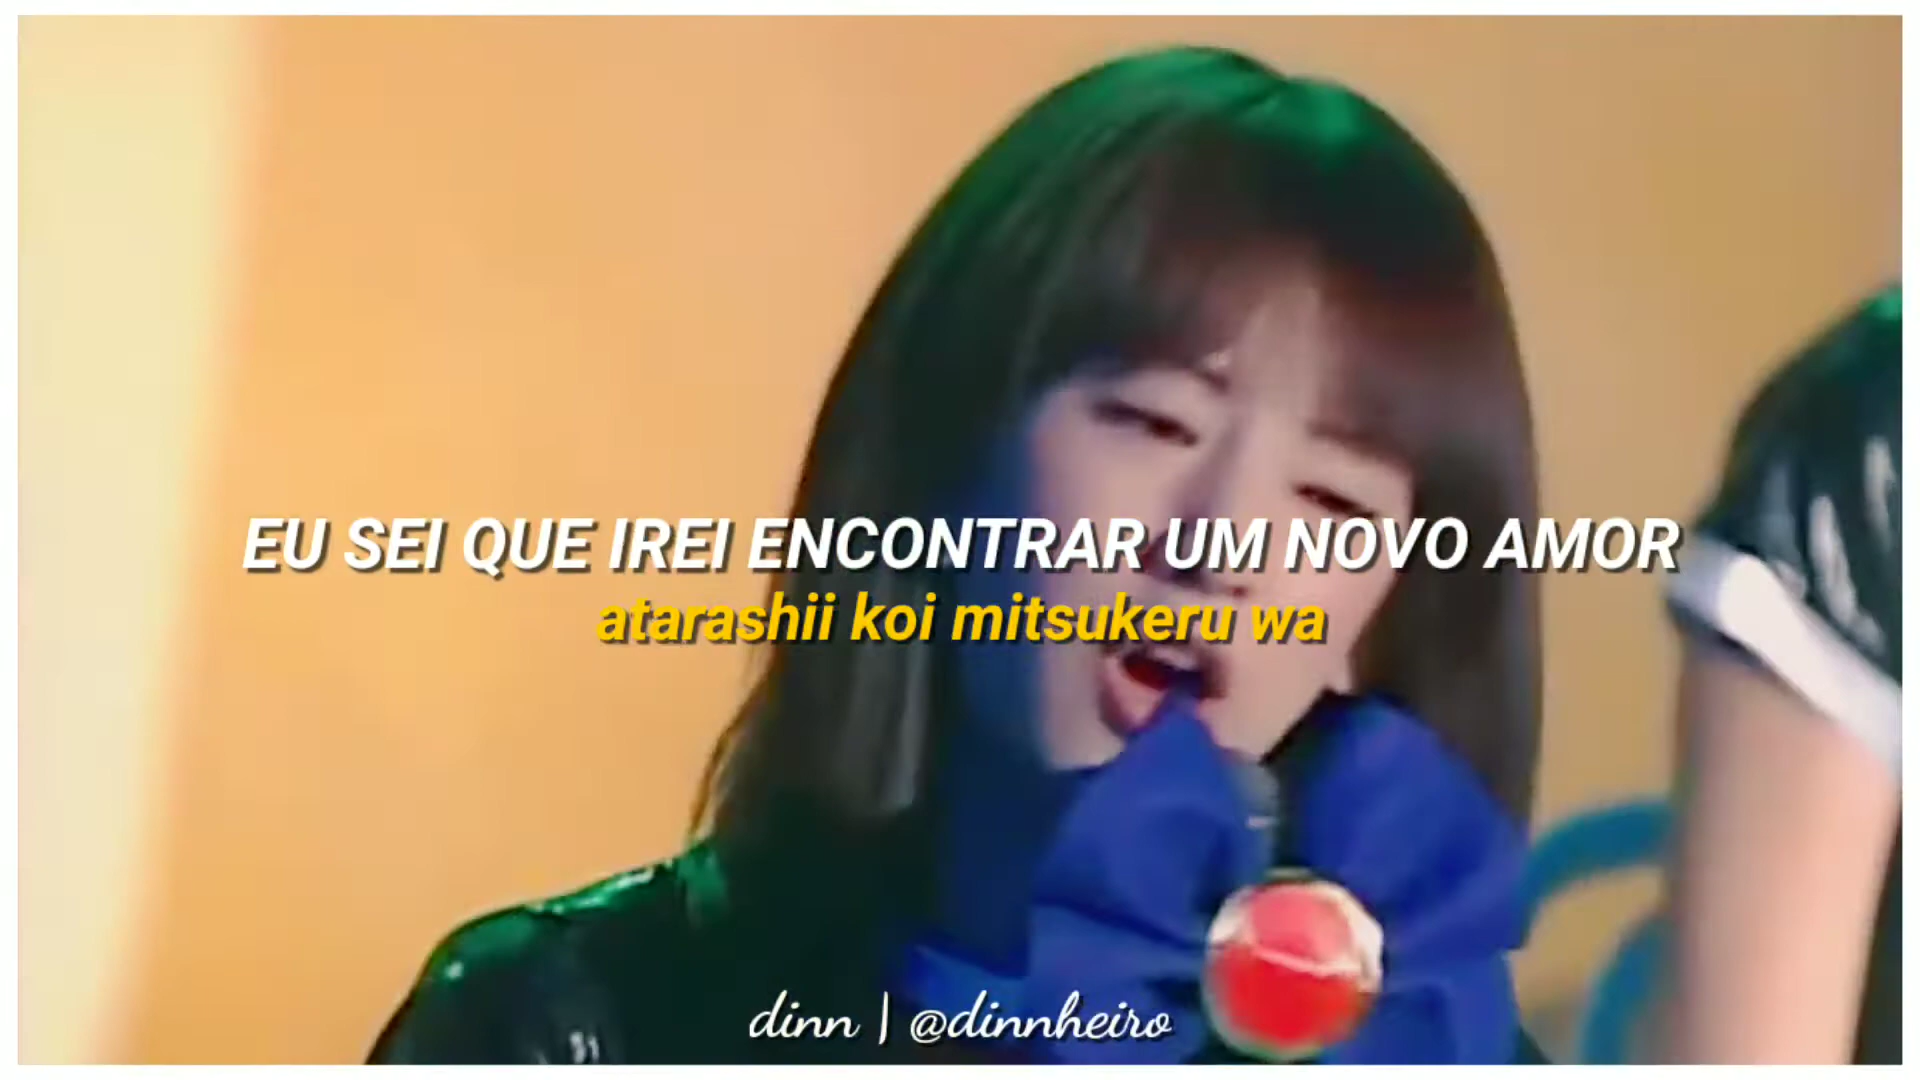 EU SEI QUE IREI ENCONTRAR UM NOVO AMOR
atarashii koi mitsukeru wa
dinn | @dinnheiro